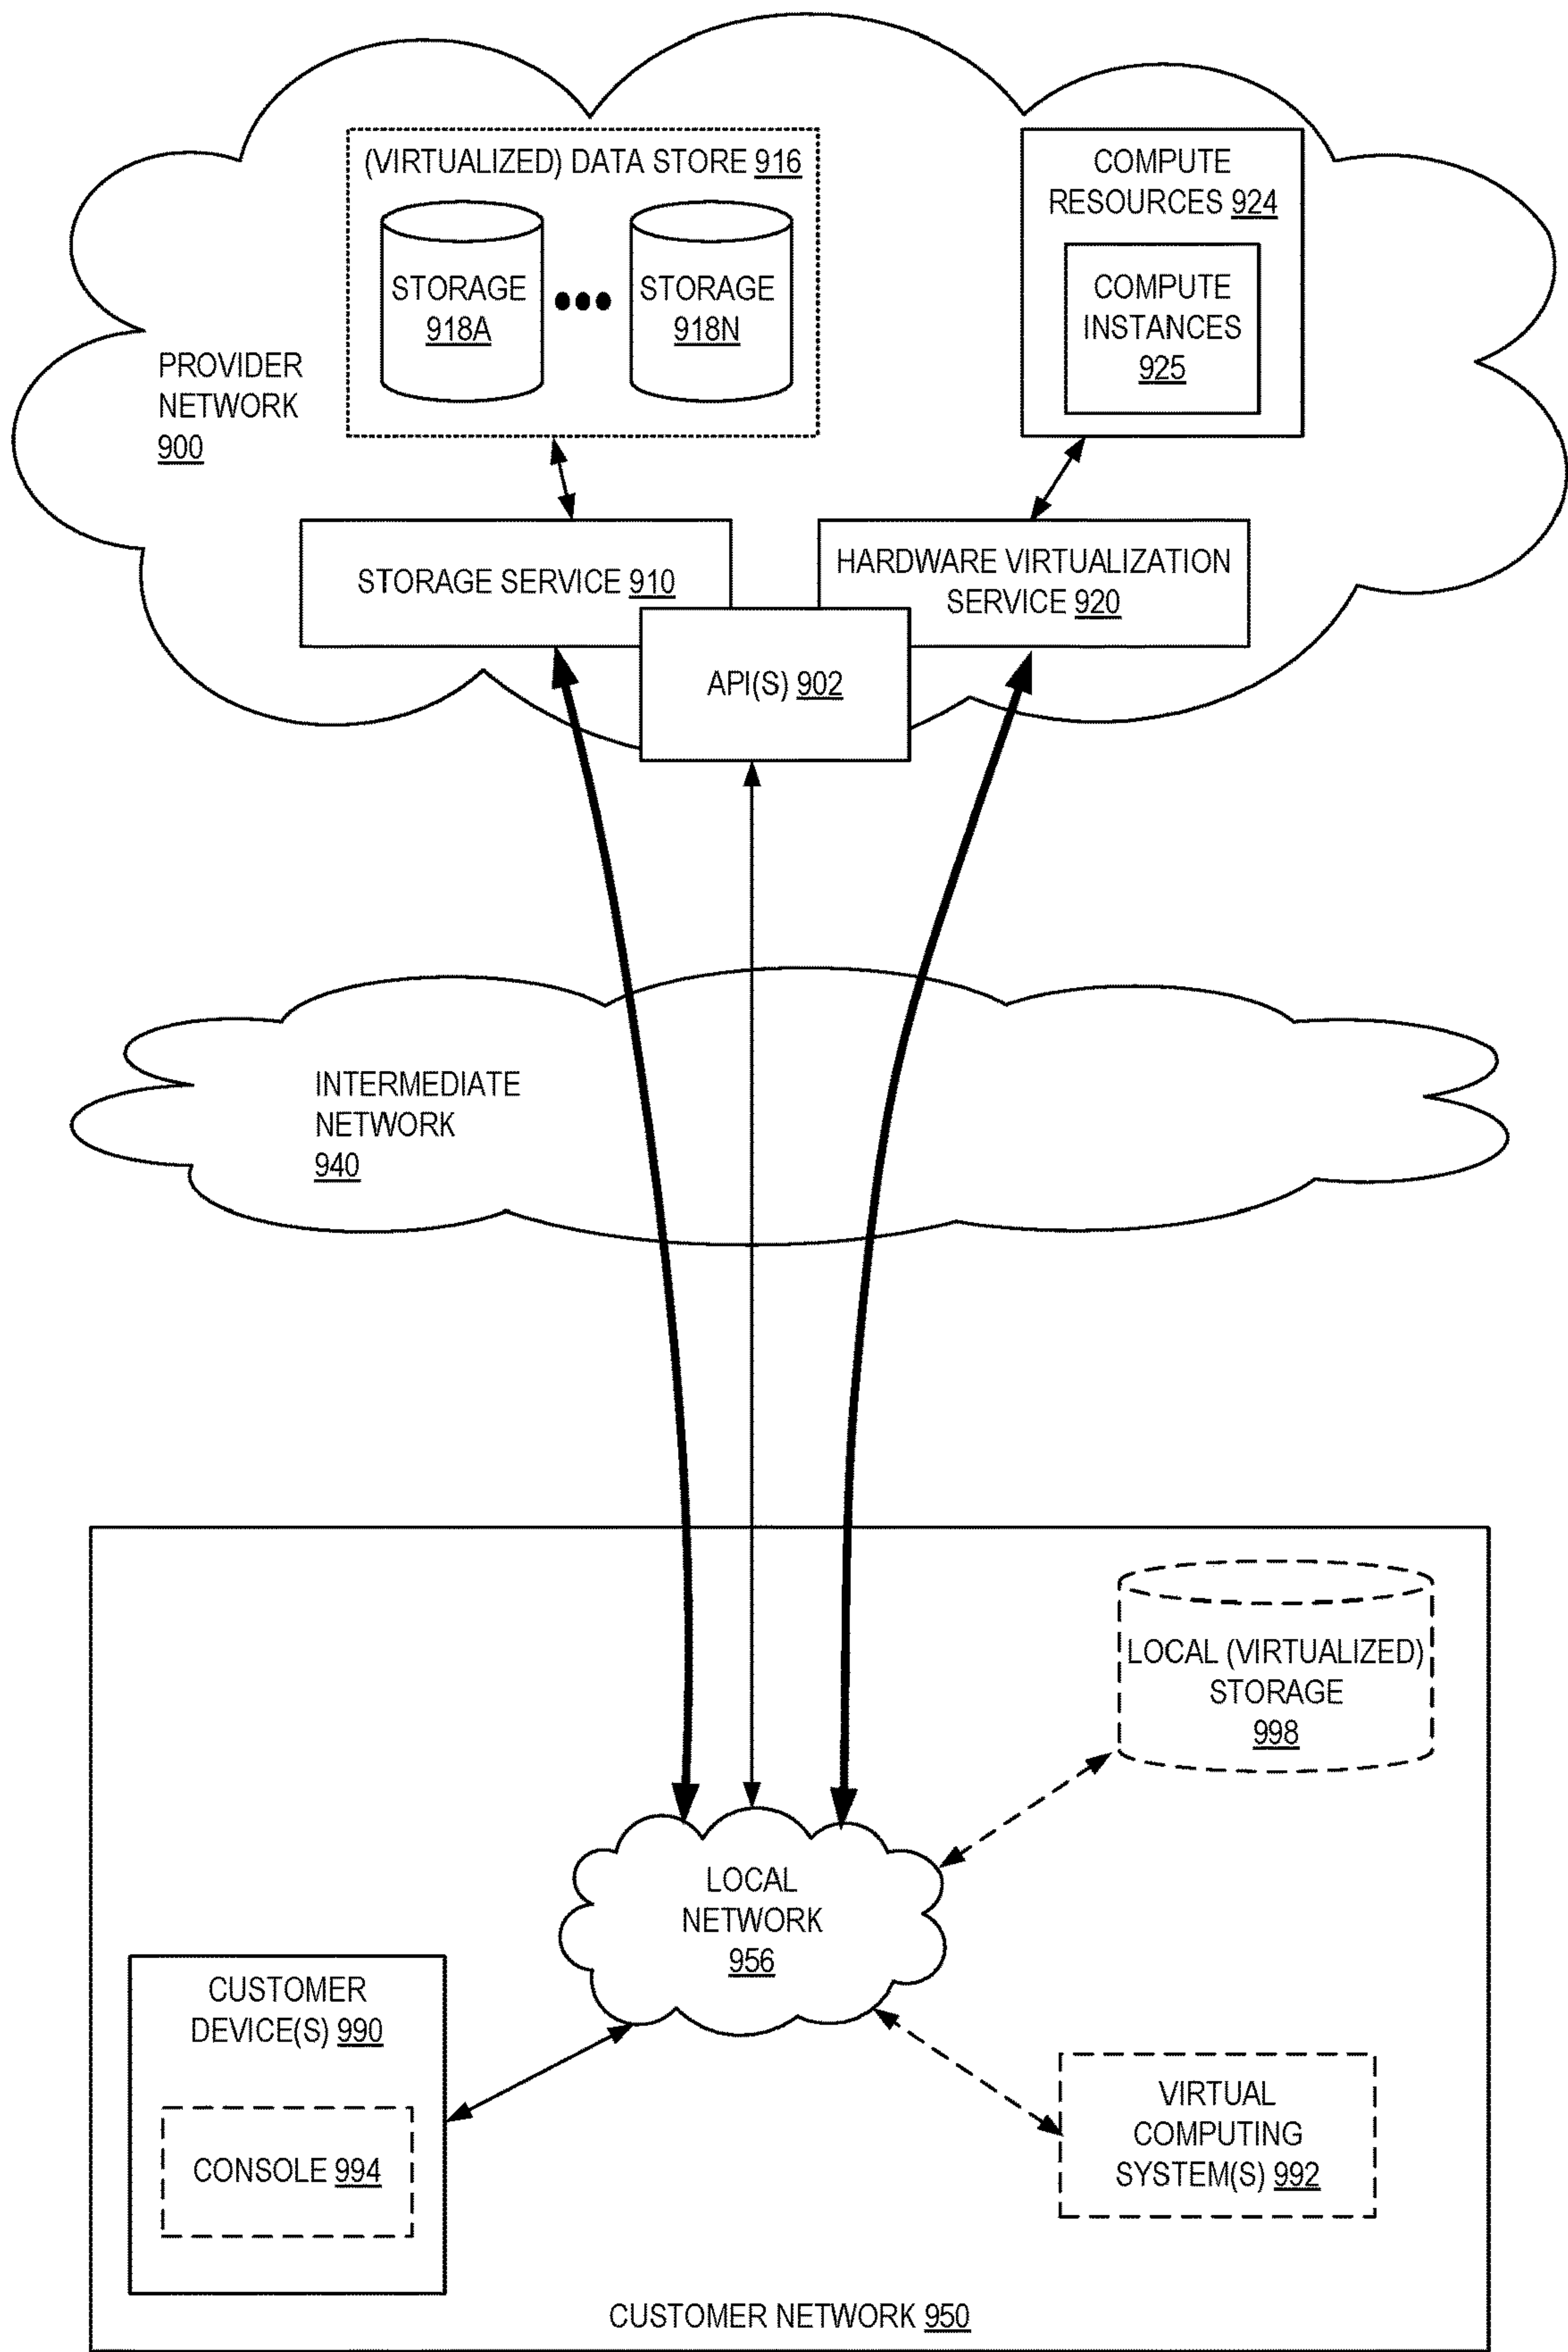 (VIRTUALIZED) DATA STORE 916
STORAGE
918A
STORAGE
918N
COMPUTE
RESOURCES 924
COMPUTE
INSTANCES
925
PROVIDER
NETWORK
900
STORAGE SERVICE 910
HARDWARE VIRTUALIZATION
SERVICE 920
API(S) 902
INTERMEDIATE
NETWORK
940
LOCAL (VIRTUALIZED)
STORAGE
998
LOCAL
NETWORK
956
CUSTOMER
DEVICE(S) 990
CONSOLE 994
VIRTUAL
COMPUTING
SYSTEM(S) 992
CUSTOMER NETWORK 950